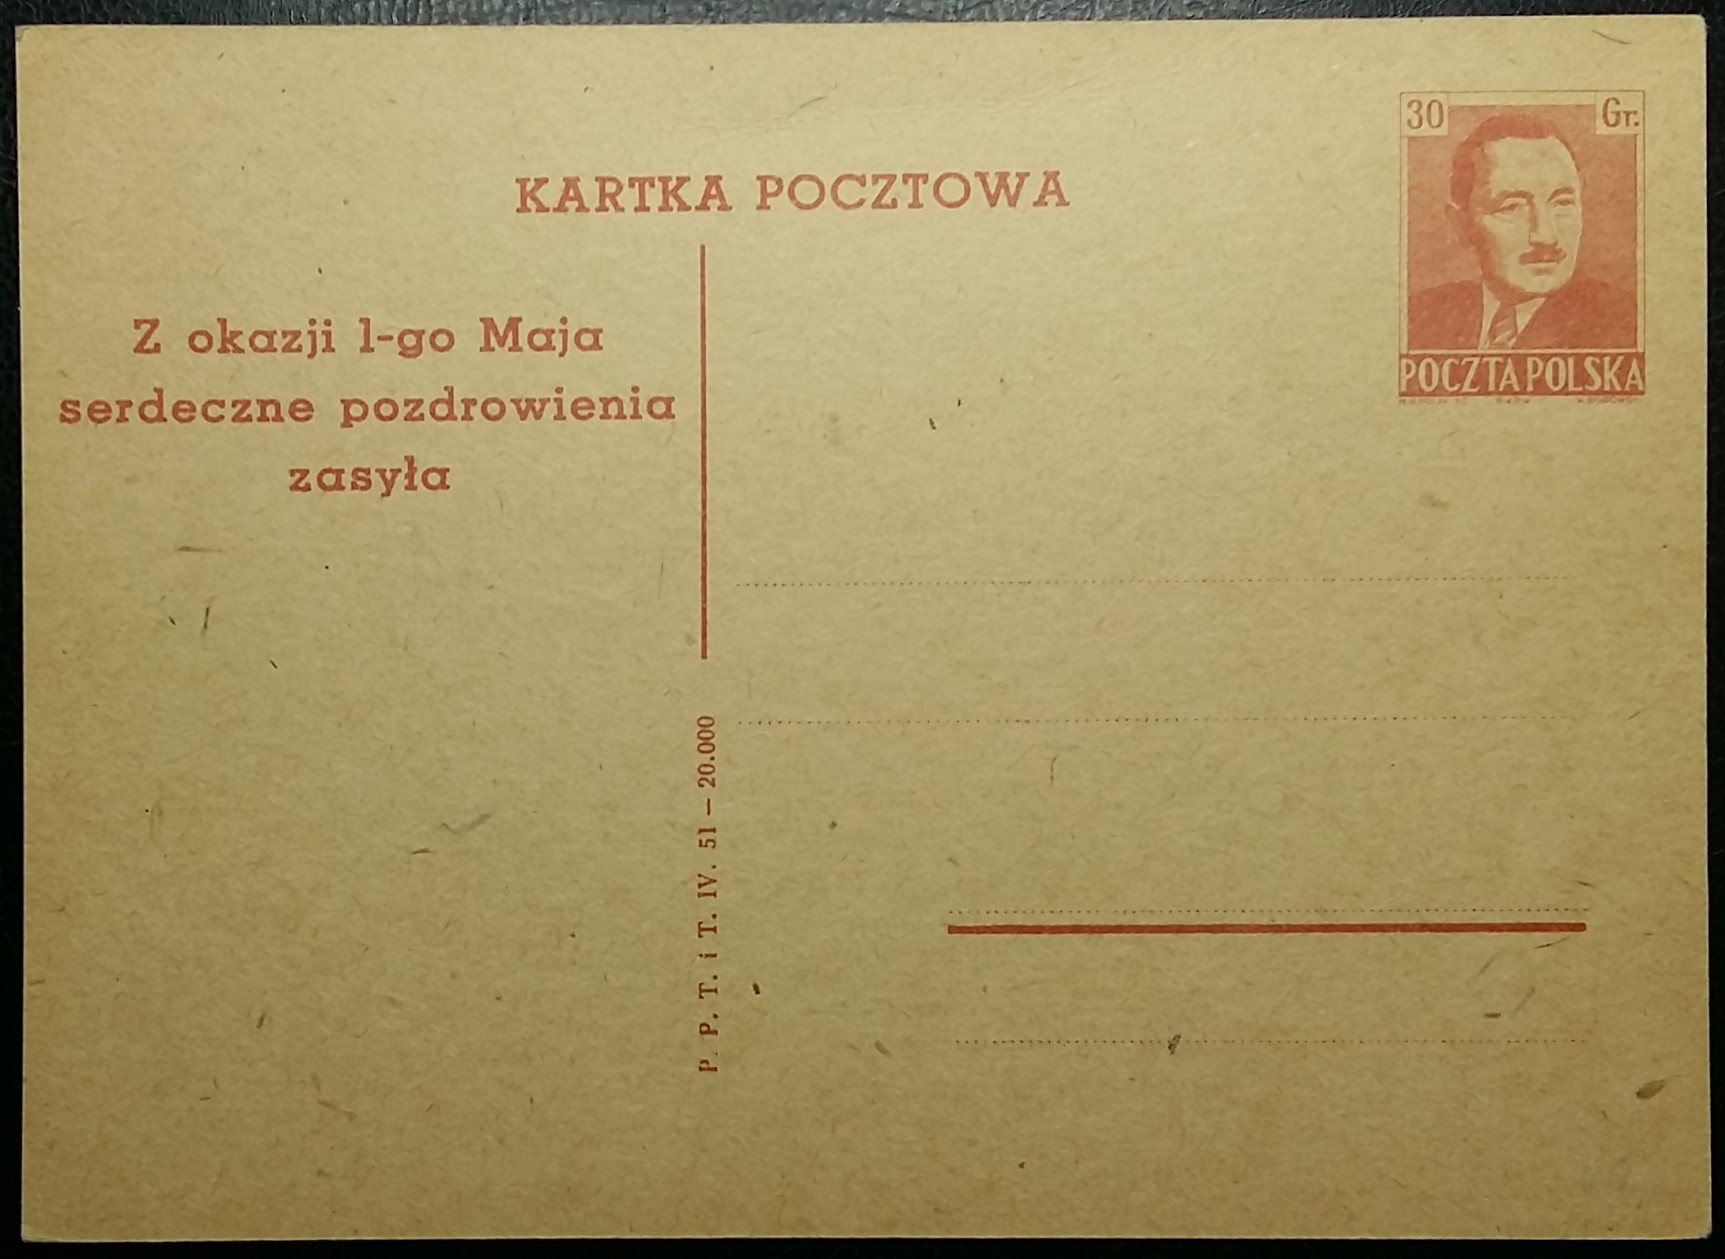 KARTKA POCZTOWA
30 Gr.
POCZTA POLSKA
Z okazji 1-go Maja
serdeczne pozdrowienia
zasyła
P. P. T. i T. IV. 51 – 20.000